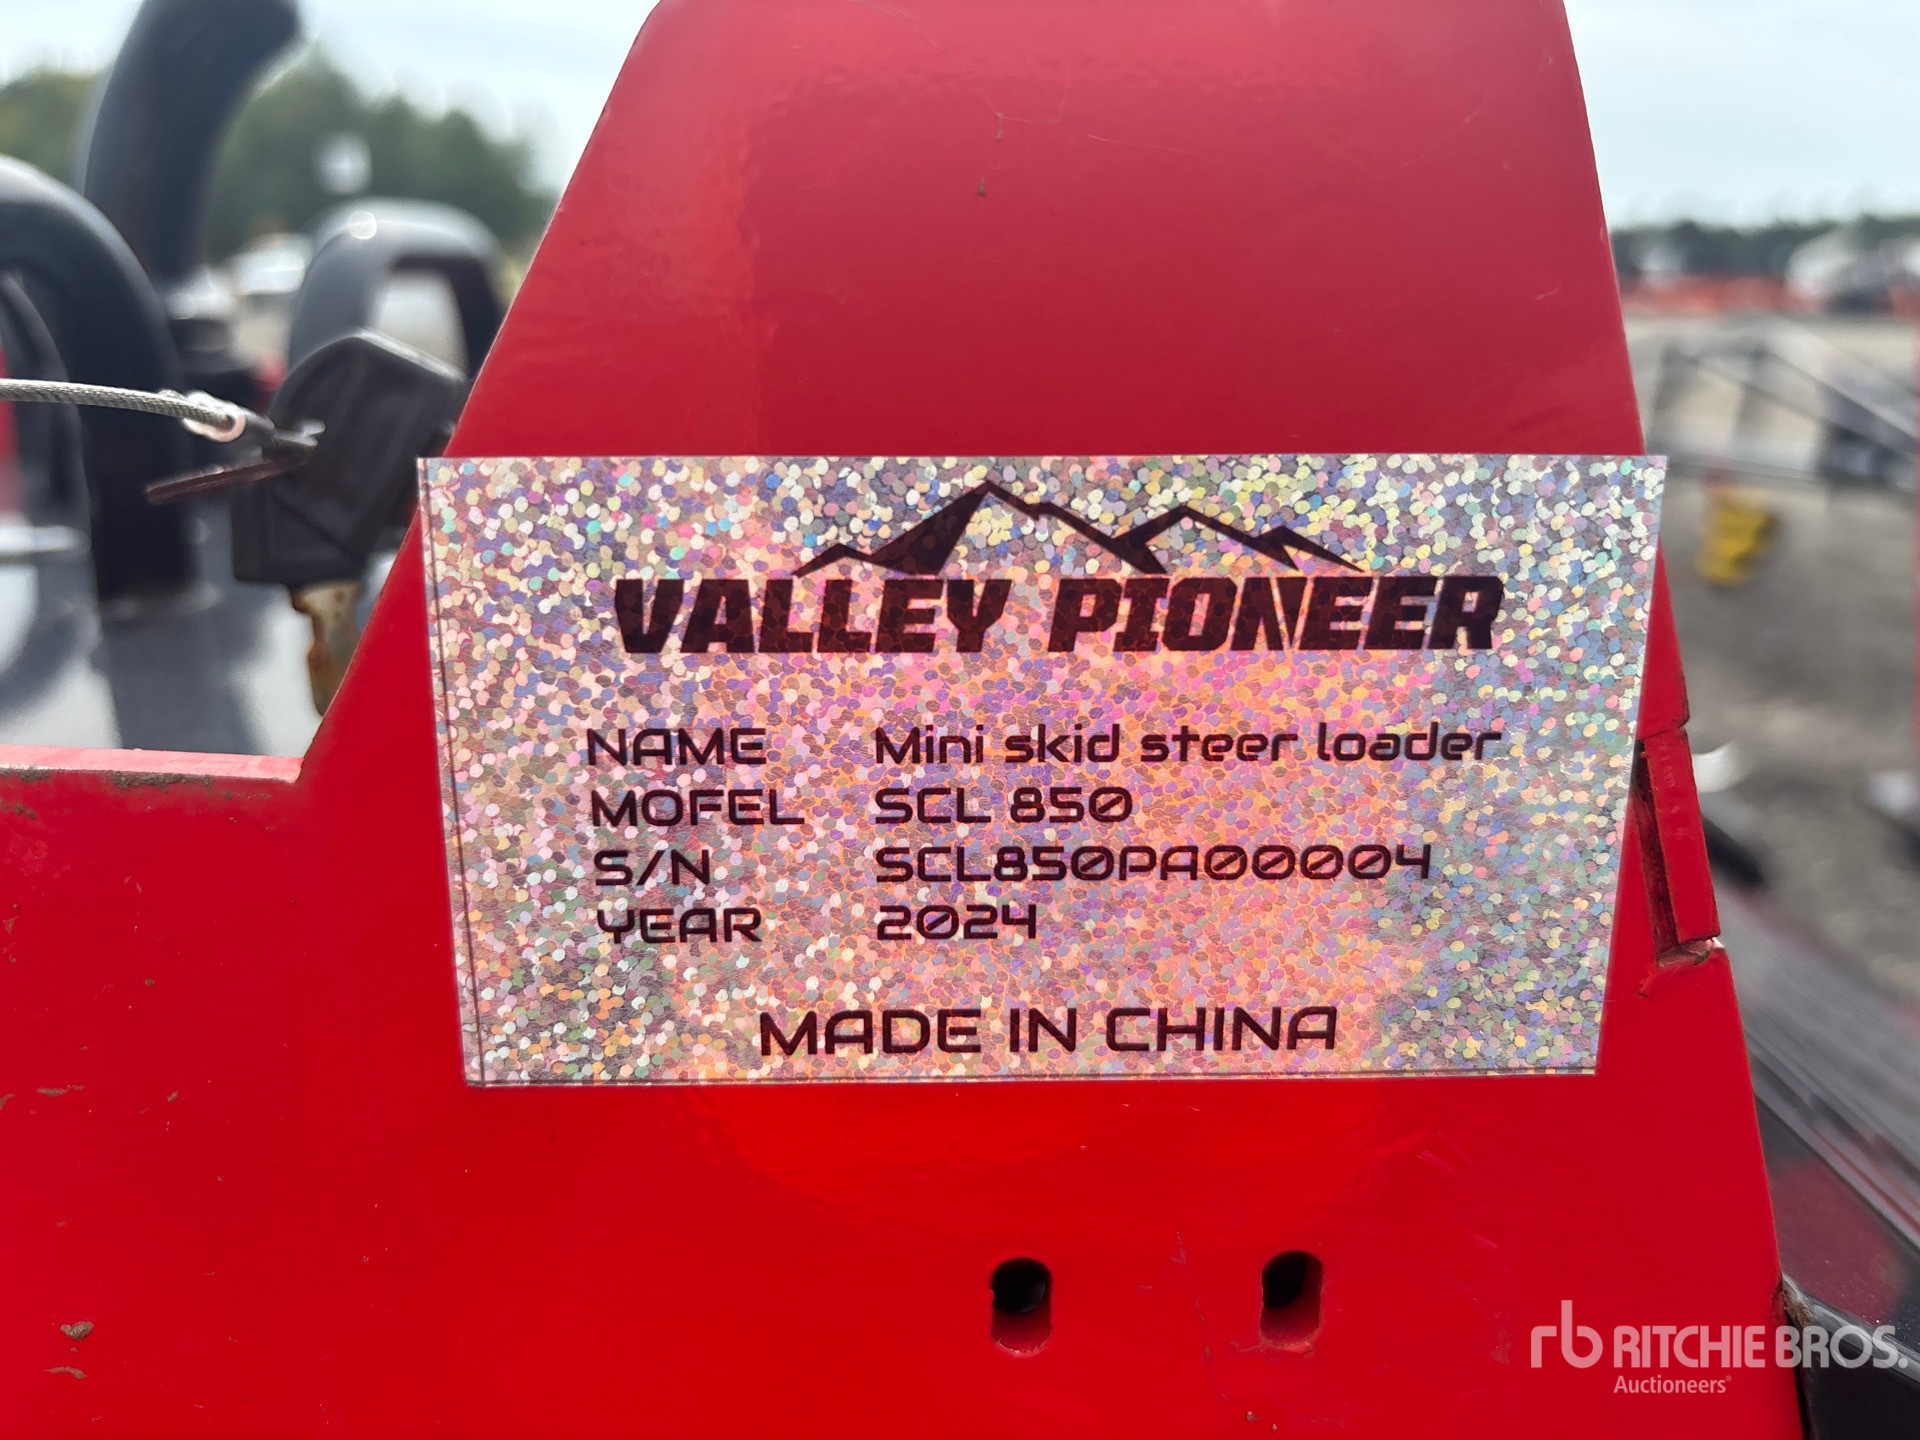 VALLEY PIONEER
NAME Mini skid steer loader
MOFEL SCL 850
S/N SCL850PA00004
YEAR 2024
MADE IN CHINA
rb RITCHIE BROS.
Auctioneers®